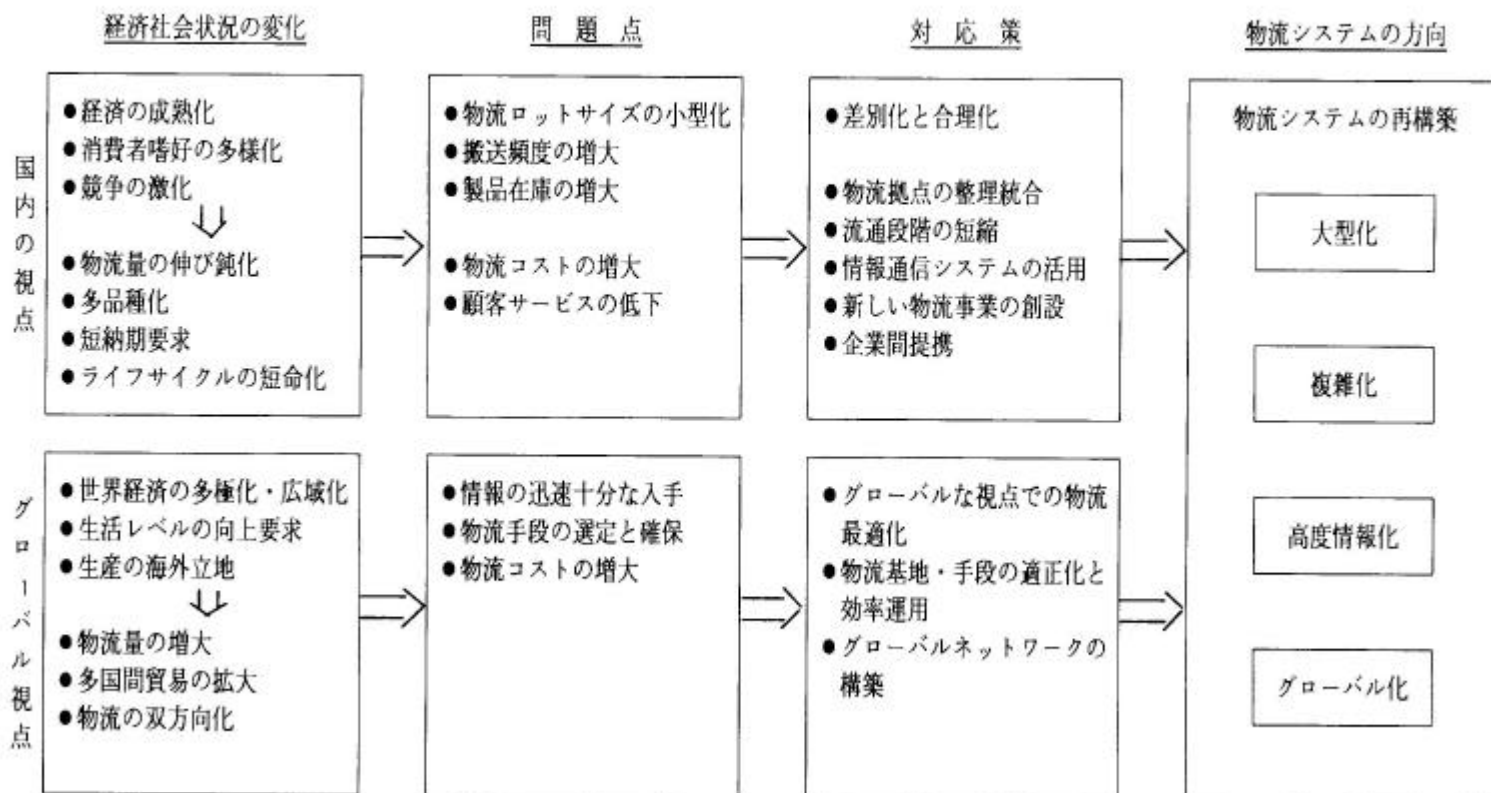 経済社会状況の変化
問題点
対応策
物流システムの方向
国内の視点
●経済の成熟化
●消費者嗜好の多様化
●競争の激化
●物流量の伸び鈍化
●多品種化
●短納期要求
●ライフサイクルの短命化
●物流ロットサイズの小型化
●搬送頻度の増大
●製品在庫の増大
●物流コストの増大
●顧客サービスの低下
●差別化と合理化
●物流拠点の整理統合
●流通段階の短縮
●情報通信システムの活用
●新しい物流事業の創設
●企業間提携
グローバル視点
●世界経済の多極化・広域化
●生活レベルの向上要求
●生産の海外立地
●物流量の増大
●多国間貿易の拡大
●物流の双方向化
●情報の迅速十分な入手
●物流手段の選定と確保
●物流コストの増大
●グローバルな視点での物流
最適化
●物流基地・手段の適正化と
効率運用
●グローバルネットワークの
構築
物流システムの再構築
大型化
複雑化
高度情報化
グローバル化